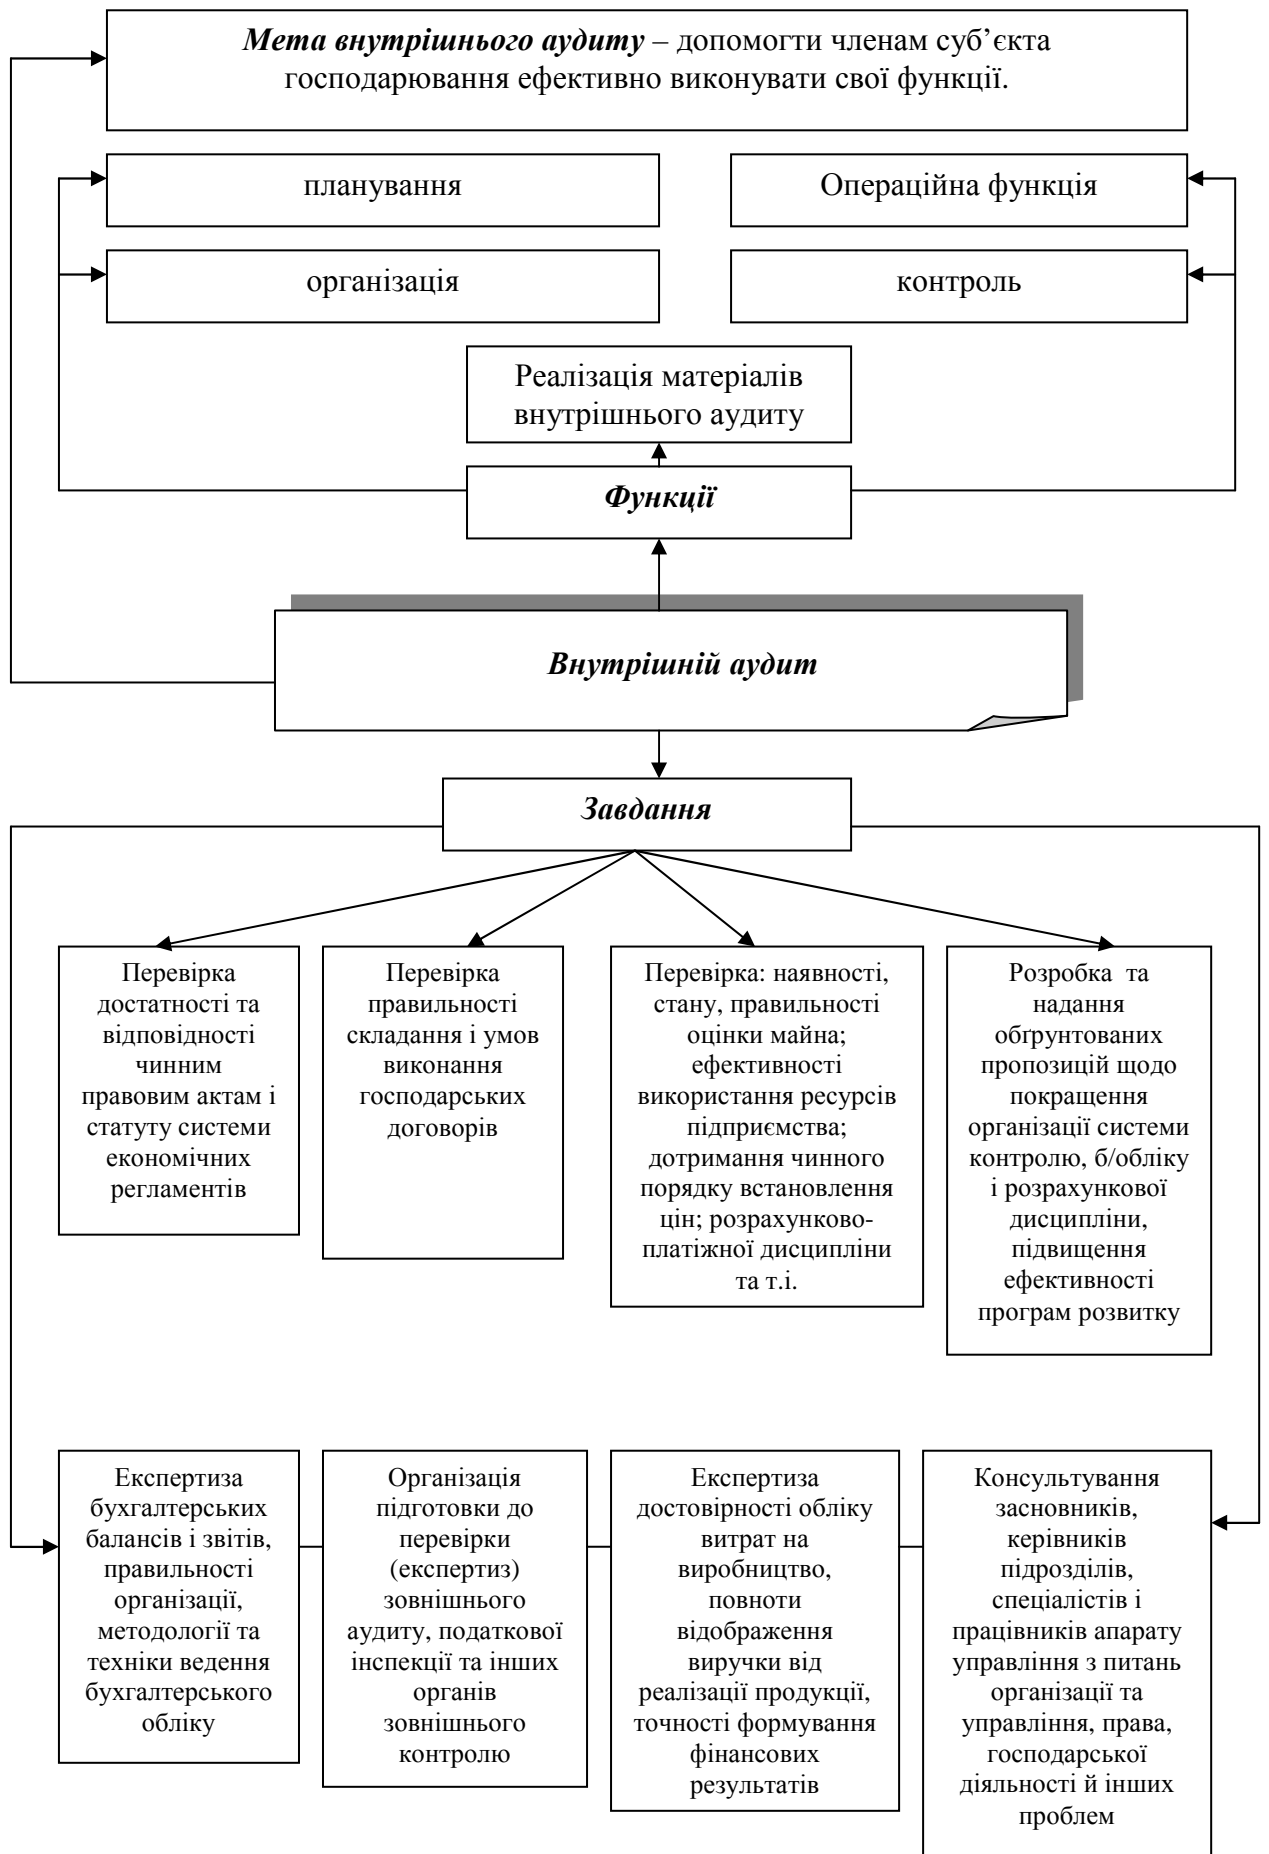 Мета внутрішнього аудиту – допомогти членам суб’єкта
господарювання ефективно виконувати свої функції.
планування
Операційна функція
організація
контроль
Реалізація матеріалів
внутрішнього аудиту
Функції
Внутрішній аудит
Завдання
Перевірка
достатності та
відповідності
чинним
правовим актам і
статуту системи
економічних
регламентів
Перевірка
правильності
складання і умов
виконання
господарських
договорів
Перевірка: наявності,
стану, правильності
оцінки майна;
ефективності
використання ресурсів
підприємства;
дотримання чинного
порядку встановлення
цін; розрахунково-
платіжної дисципліни
та т.і.
Розробка та
надання
обґрунтованих
пропозицій щодо
покращення
організації системи
контролю, б/обліку
і розрахункової
дисципліни,
підвищення
ефективності
програм розвитку
Експертиза
бухгалтерських
балансів і звітів,
правильності
організації,
методології та
техніки ведення
бухгалтерського
обліку
Організація
підготовки до
перевірки
(експертиз)
зовнішнього
аудиту, податкової
інспекції та інших
органів
зовнішнього
контролю
Експертиза
достовірності обліку
витрат на
виробництво,
повноти
відображення
виручки від
реалізації продукції,
точності формування
фінансових
результатів
Консультування
засновників,
керівників
підрозділів,
спеціалістів і
працівників апарату
управління з питань
організації та
управління, права,
господарської
діяльності й інших
проблем